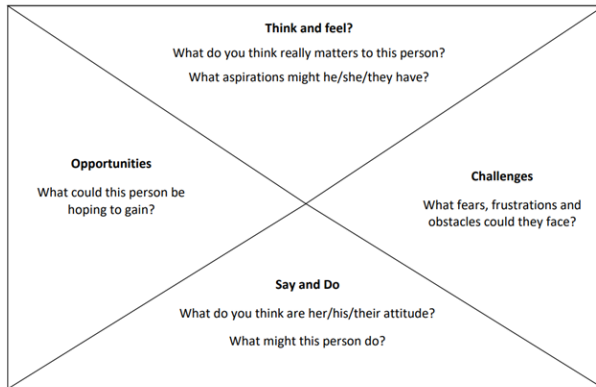 Think and feel?
What do you think really matters to this person?
What aspirations might he/she/they have?
Opportunities
What could this person be
hoping to gain?
Challenges
What fears, frustrations and
obstacles could they face?
Say and Do
What do you think are her/his/their attitude?
What might this person do?